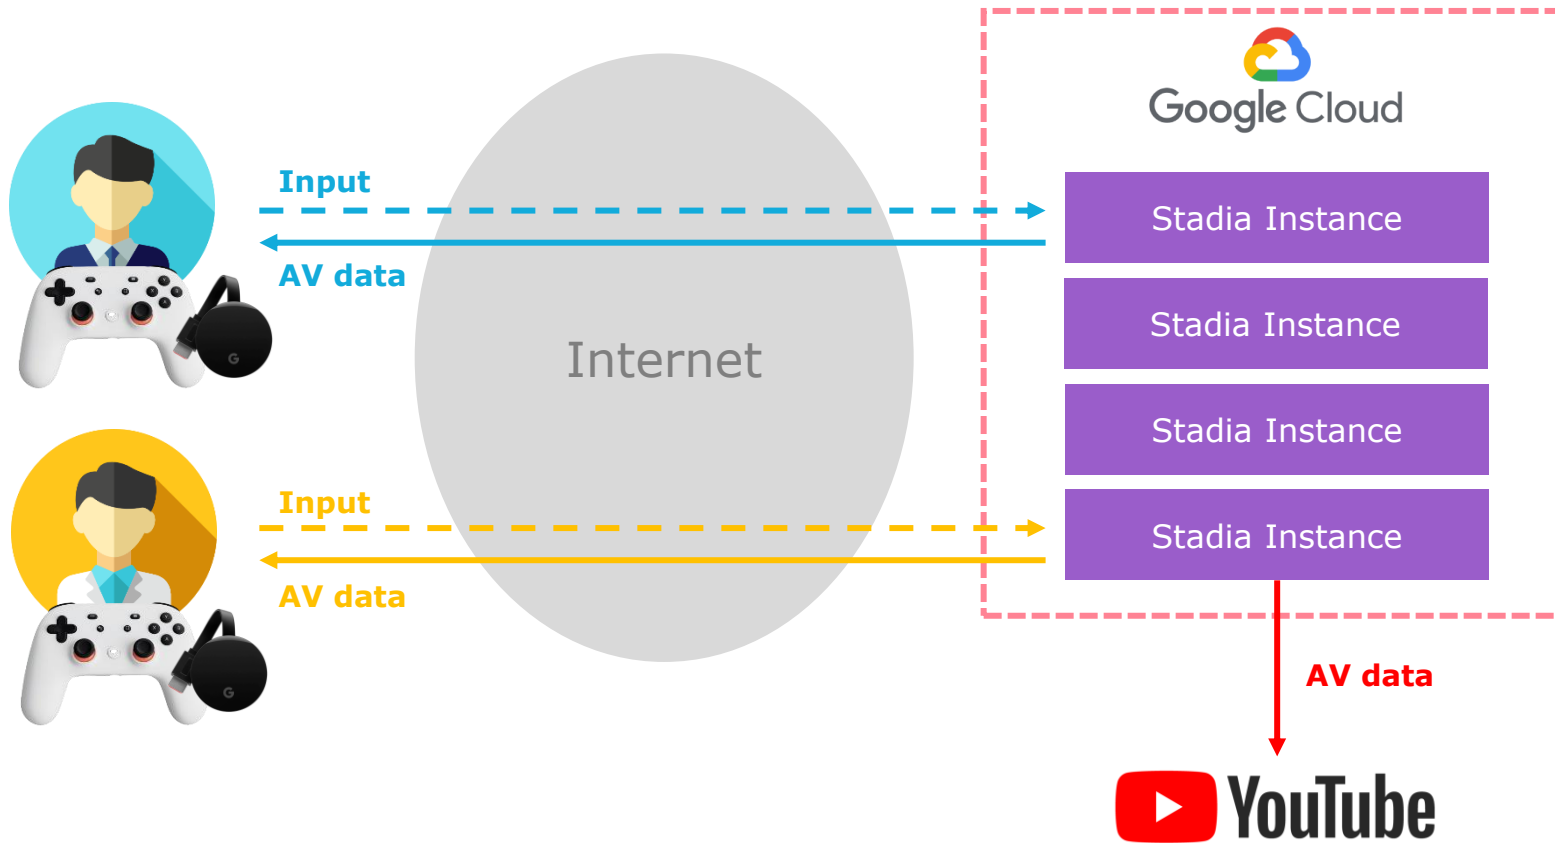 Google Cloud
Input
Stadia Instance
AV data
Stadia Instance
Internet
Stadia Instance
Input
Stadia Instance
AV data
AV data
YouTube
G
G